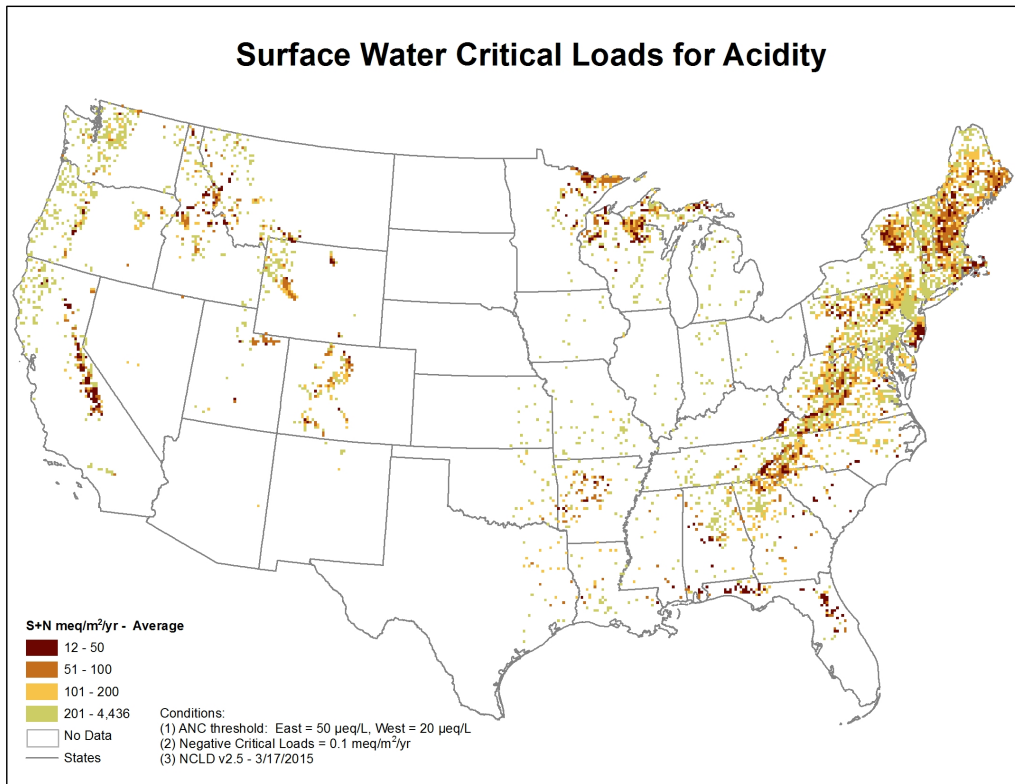 Surface Water Critical Loads for Acidity
S+N meq/m²/yr - Average
12 - 50
51 - 100
101 - 200
201 - 4,436
No Data
States
Conditions:
(1) ANC threshold: East = 50 µeq/L, West = 20 µeq/L
(2) Negative Critical Loads = 0.1 meq/m²/yr
(3) NCLD v2.5 - 3/17/2015